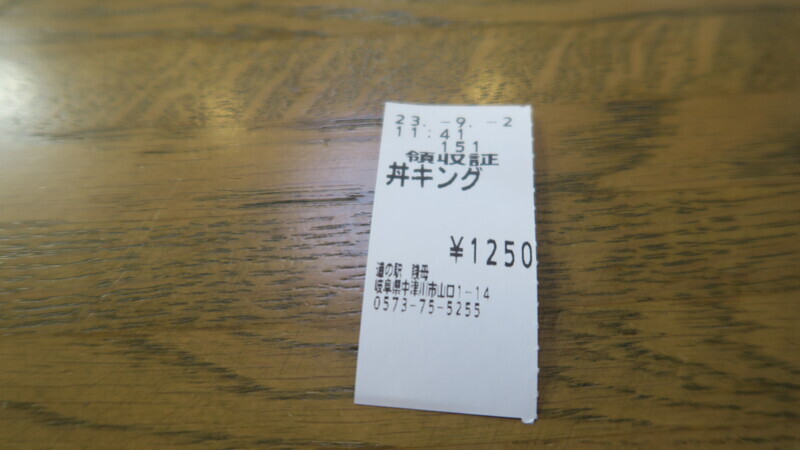 23. -9. -2
11:41
151
領収証
丼キング
¥1250
道の駅 賤母
岐阜県中津川市山口1-14
0573-75-5255